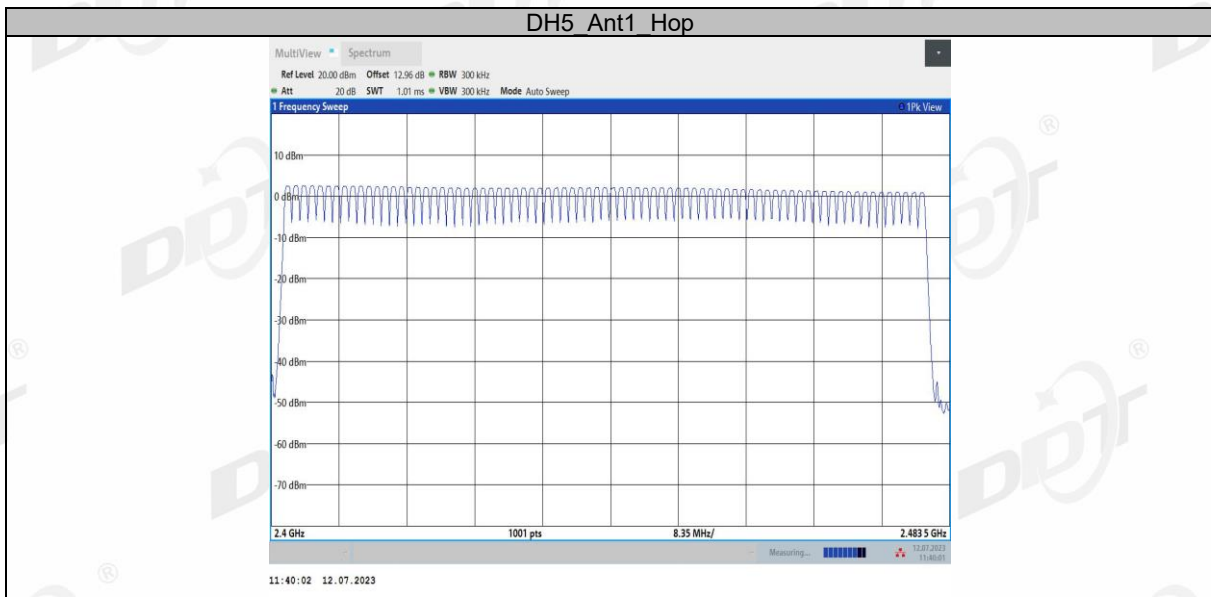 DH5_Ant1_Hop
MultiView Spectrum
Ref Level 20.00 dBm Offset 12.96 dB RBW 300 kHz
Att 20 dB SWT 1.01 ms VBW 300 kHz Mode Auto Sweep
1 Frequency Sweep 1Pk View
10 dBm
0 dBm
-10 dBm
-20 dBm
-30 dBm
-40 dBm
-50 dBm
-60 dBm
-70 dBm
2.4 GHz 1001 pts 8.35 MHz/ 2.483 5 GHz
Measuring... 12.07.2023
11:40:01
11:40:02 12.07.2023
DDT
®